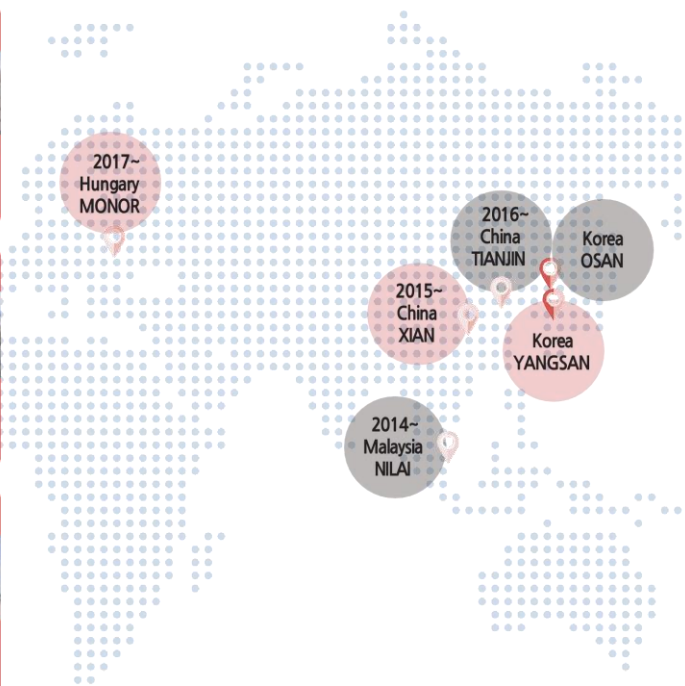 2017~
Hungary
MONOR
2016~
China
TIANJIN
Korea
OSAN
2015~
China
XIAN
Korea
YANGSAN
2014~
Malaysia
NILAI